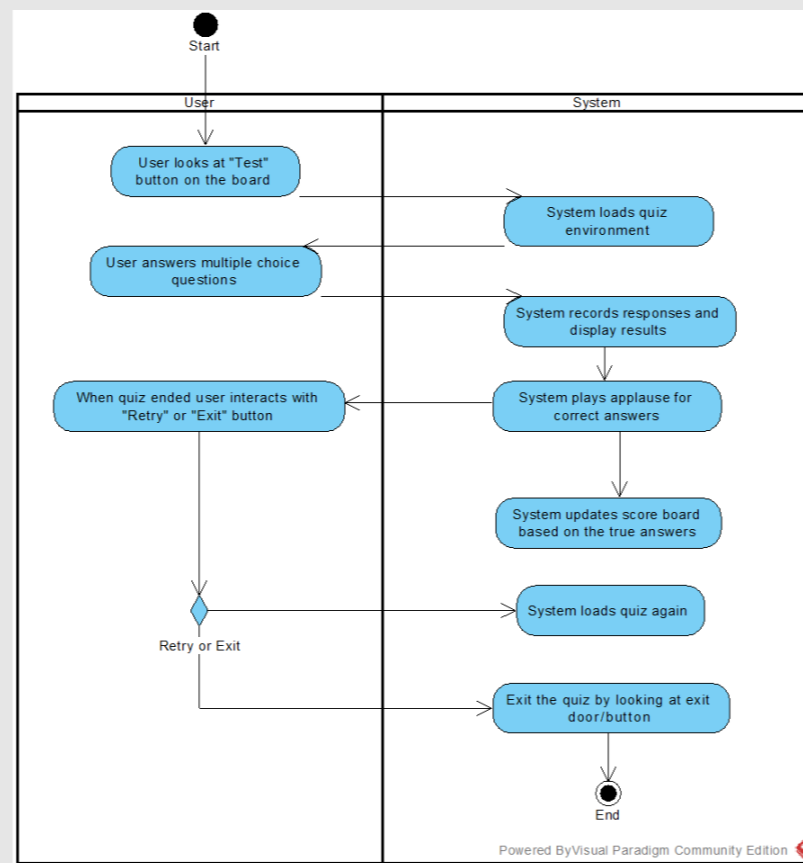 Start
User
System
User looks at "Test"
button on the board
System loads quiz
environment
User answers multiple choice
questions
System records responses and
display results
When quiz ended user interacts with
"Retry" or "Exit" button
System plays applause for
correct answers
System updates score board
based on the true answers
System loads quiz again
Retry or Exit
Exit the quiz by looking at exit
door/button
End
Powered ByVisual Paradigm Community Edition